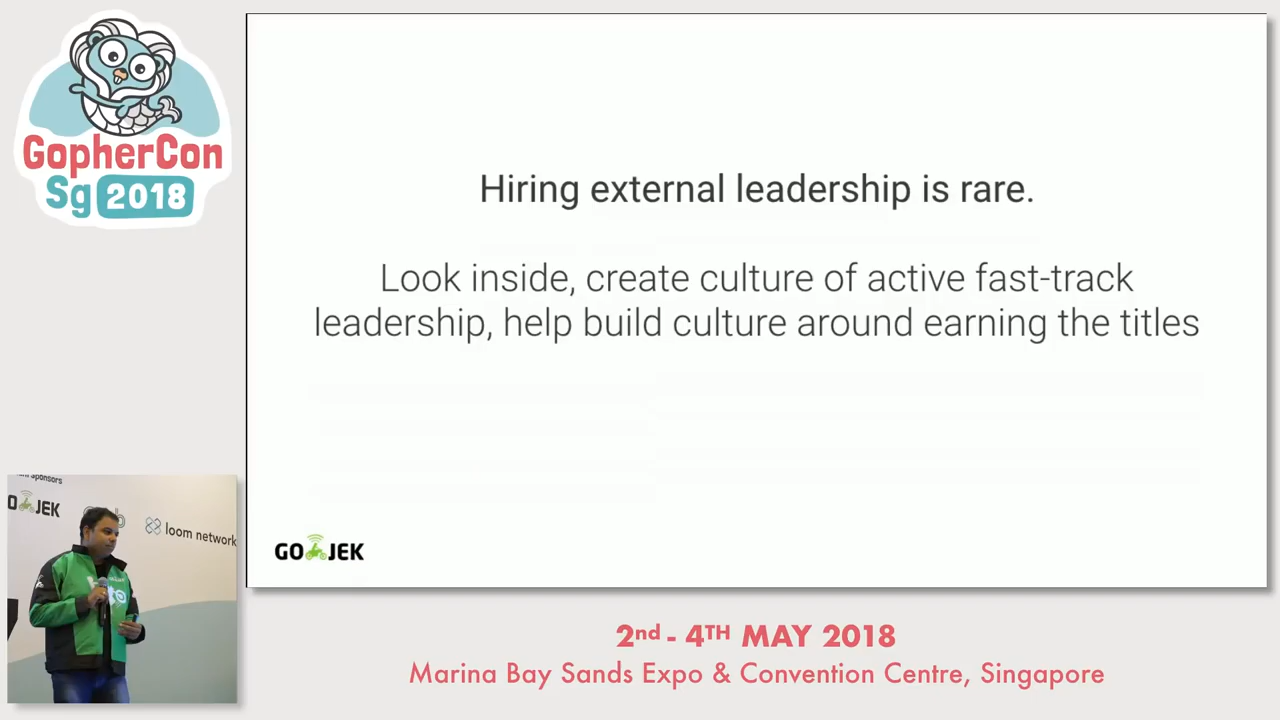 GopherCon
Sg 2018
Hiring external leadership is rare.
Look inside, create culture of active fast-track
leadership, help build culture around earning the titles
GO JEK
JEK
loom network
2nd - 4TH MAY 2018
Marina Bay Sands Expo & Convention Centre, Singapore